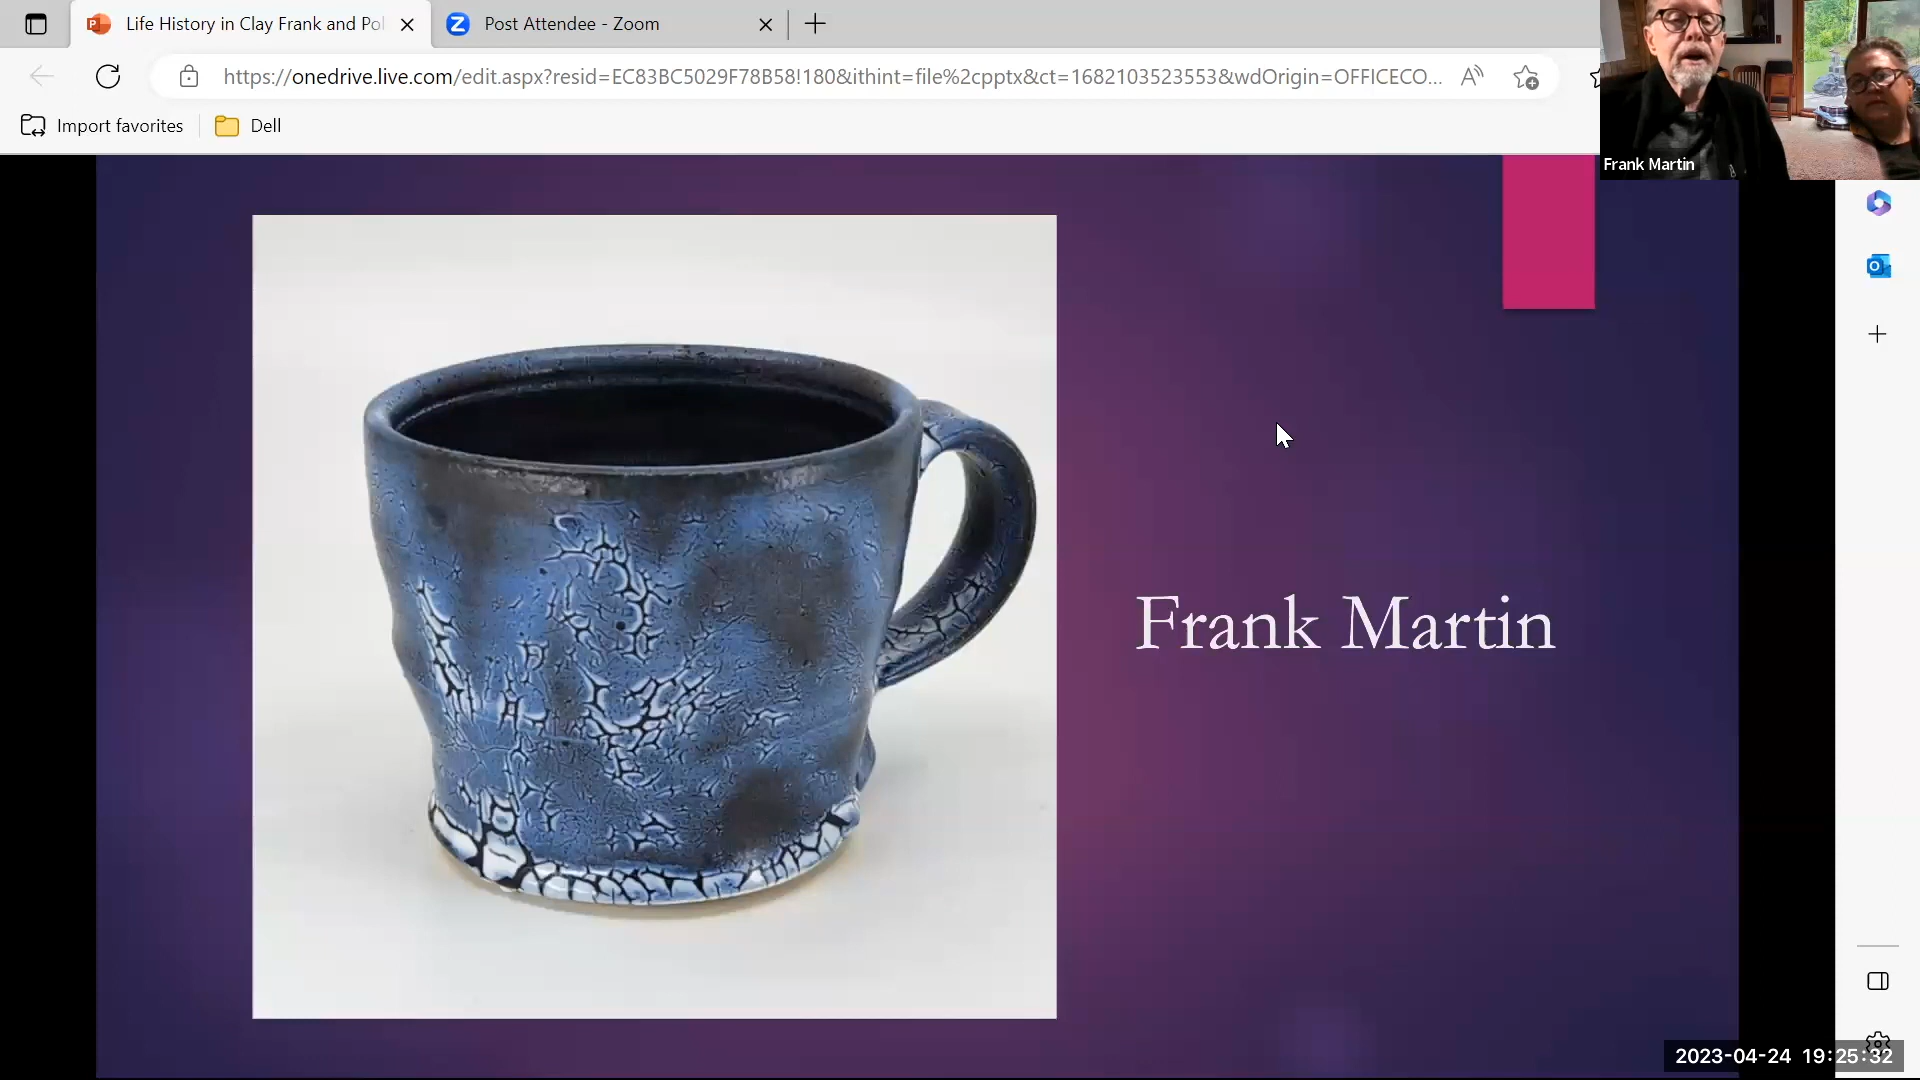 Life History in Clay Frank and Pol
Post Attendee - Zoom
https://onedrive.live.com/edit.aspx?resid=EC83BC5029F78B58!180&ithint=file%2cpptx&ct=1682103523553&wdOrigin=OFFICECO...
Import favorites
Dell
Frank Martin
Frank Martin
2023-04-24 19:25:32